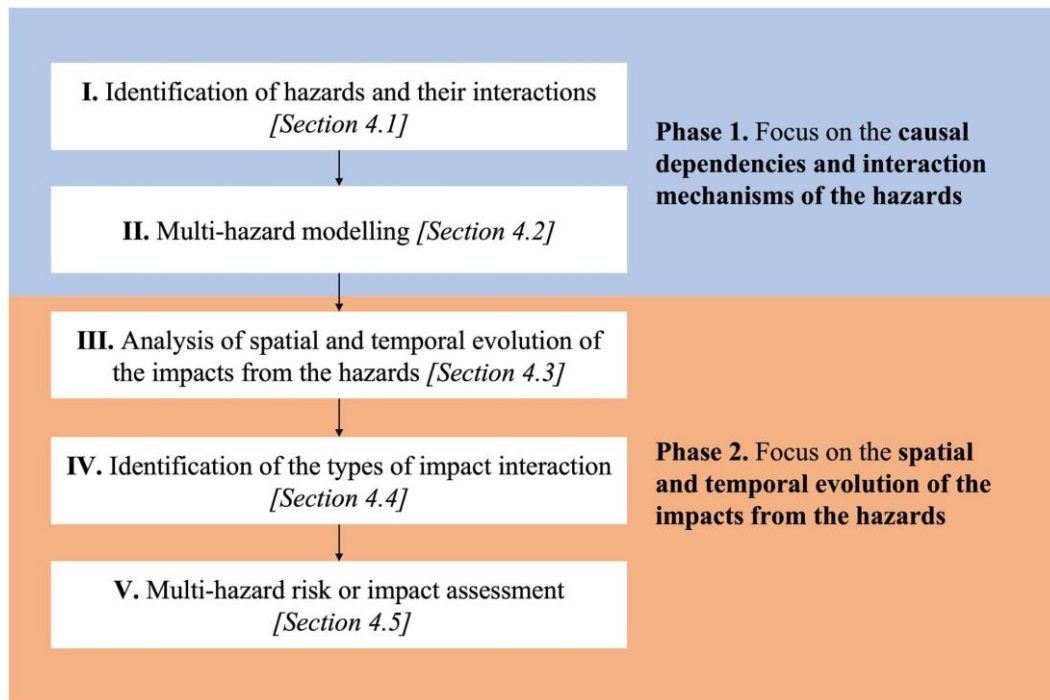 I. Identification of hazards and their interactions
[Section 4.1]
II. Multi-hazard modelling [Section 4.2]
Phase 1. Focus on the causal
dependencies and interaction
mechanisms of the hazards
III. Analysis of spatial and temporal evolution of
the impacts from the hazards [Section 4.3]
IV. Identification of the types of impact interaction
[Section 4.4]
V. Multi-hazard risk or impact assessment
[Section 4.5]
Phase 2. Focus on the spatial
and temporal evolution of the
impacts from the hazards